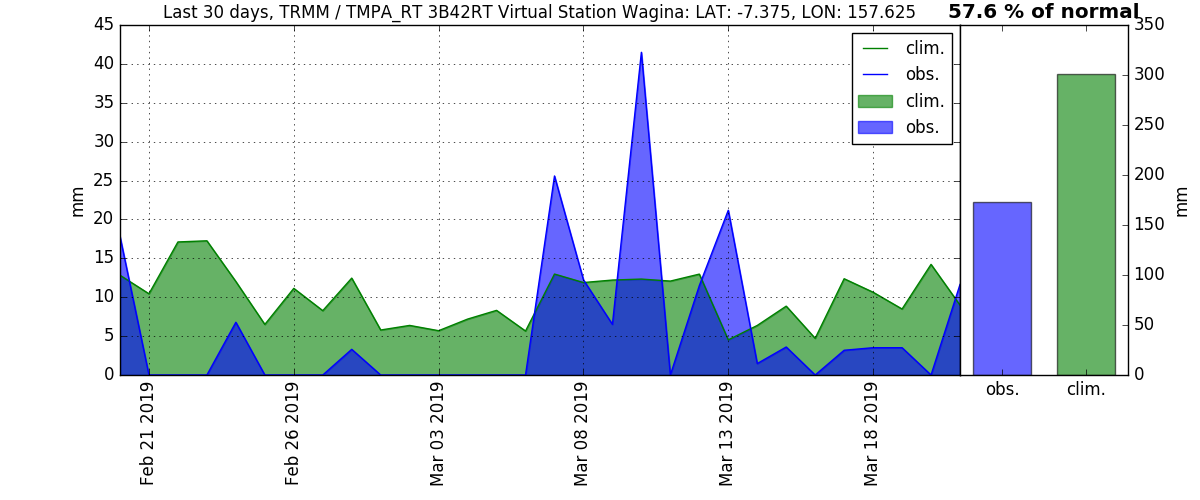 Last 30 days, TRMM / TMPA_RT 3B42RT Virtual Station Wagina: LAT: -7.375, LON: 157.625
57.6 % of normal
45
40
35
30
25
20
15
10
5
0
mm
clim.
obs.
clim.
obs.
Feb 21 2019
Feb 26 2019
Mar 03 2019
Mar 08 2019
Mar 13 2019
Mar 18 2019
350
300
250
200
150
100
50
0
mm
obs.
clim.